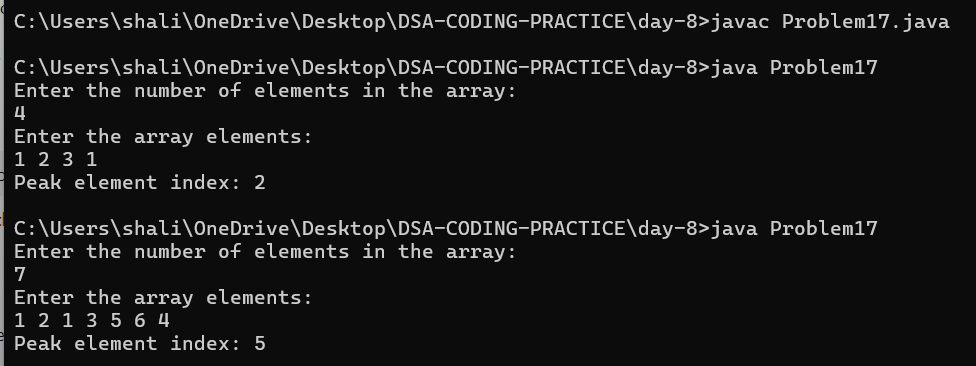 C:\Users\shali\OneDrive\Desktop\DSA-CODING-PRACTICE\day-8>javac Problem17.java
C:\Users\shali\OneDrive\Desktop\DSA-CODING-PRACTICE\day-8>java Problem17
Enter the number of elements in the array:
4
Enter the array elements:
1 2 3 1
Peak element index: 2
C:\Users\shali\OneDrive\Desktop\DSA-CODING-PRACTICE\day-8>java Problem17
Enter the number of elements in the array:
7
Enter the array elements:
1 2 1 3 5 6 4
Peak element index: 5